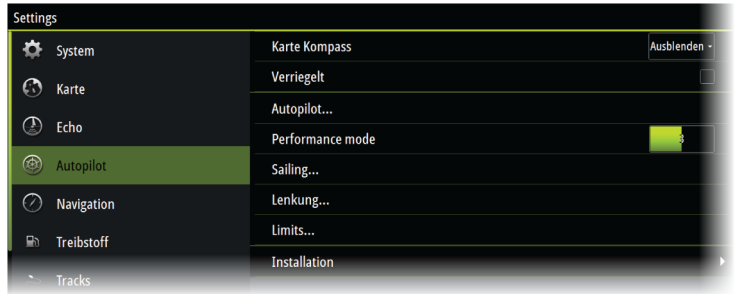 Settings
System
Karte
Echo
Autopilot
Navigation
Treibstoff
Tracks
Karte Kompass
Ausblenden
Verriegelt
Autopilot...
Performance mode
Sailing...
Lenkung...
Limits...
Installation